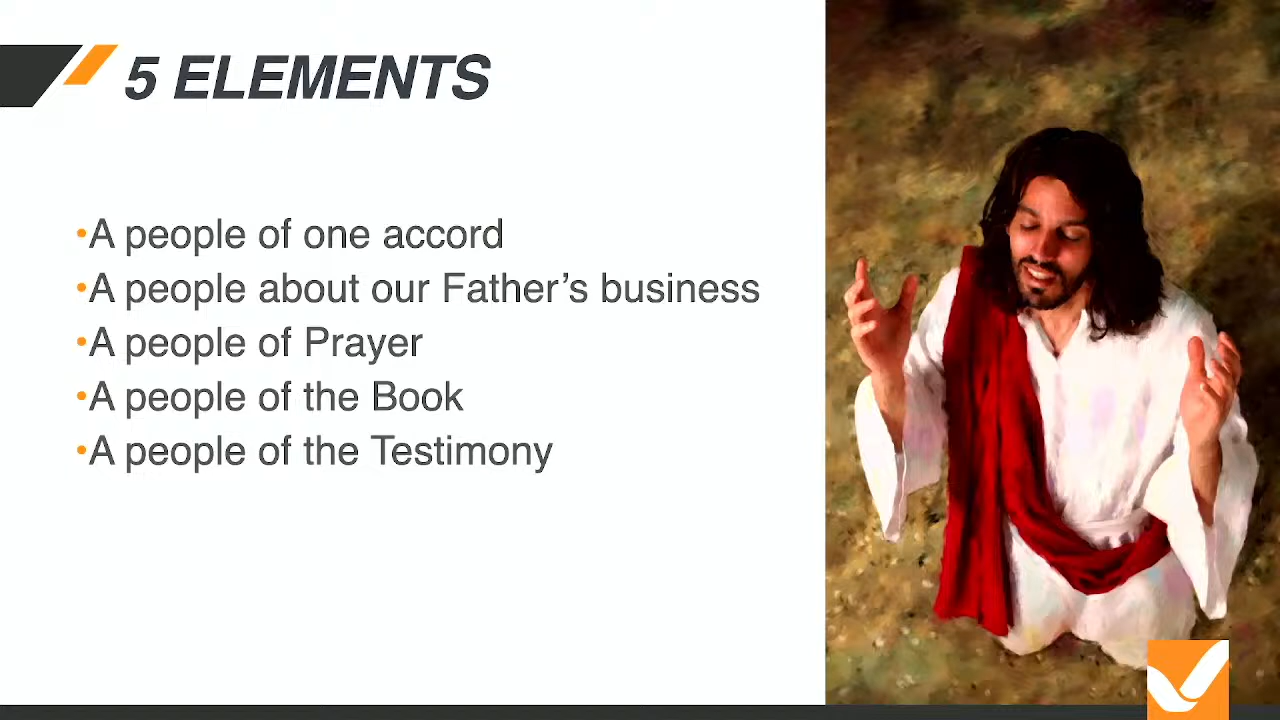 5 ELEMENTS
•A people of one accord
•A people about our Father’s business
•A people of Prayer
•A people of the Book
•A people of the Testimony